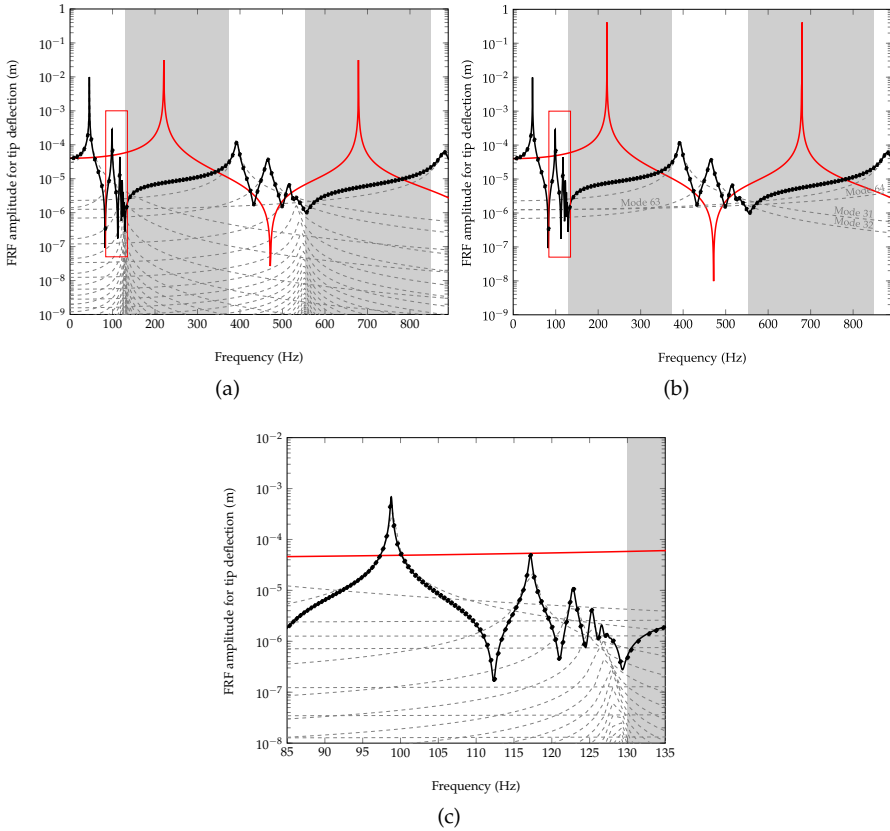 FRF amplitude for tip deflection (m)
1
10⁻¹
10⁻²
10⁻³
10⁻⁴
10⁻⁵
10⁻⁶
10⁻⁷
10⁻⁸
10⁻⁹
0 100 200 300 400 500 600 700 800
Frequency (Hz)
(a)
FRF amplitude for tip deflection (m)
1
10⁻¹
10⁻²
10⁻³
10⁻⁴
10⁻⁵
10⁻⁶
10⁻⁷
10⁻⁸
10⁻⁹
Mode 64
Mode 63
Mode 31
Mode 32
0 100 200 300 400 500 600 700 800
Frequency (Hz)
(b)
FRF amplitude for tip deflection (m)
10⁻²
10⁻³
10⁻⁴
10⁻⁵
10⁻⁶
10⁻⁷
10⁻⁸
85 90 95 100 105 110 115 120 125 130 135
Frequency (Hz)
(c)